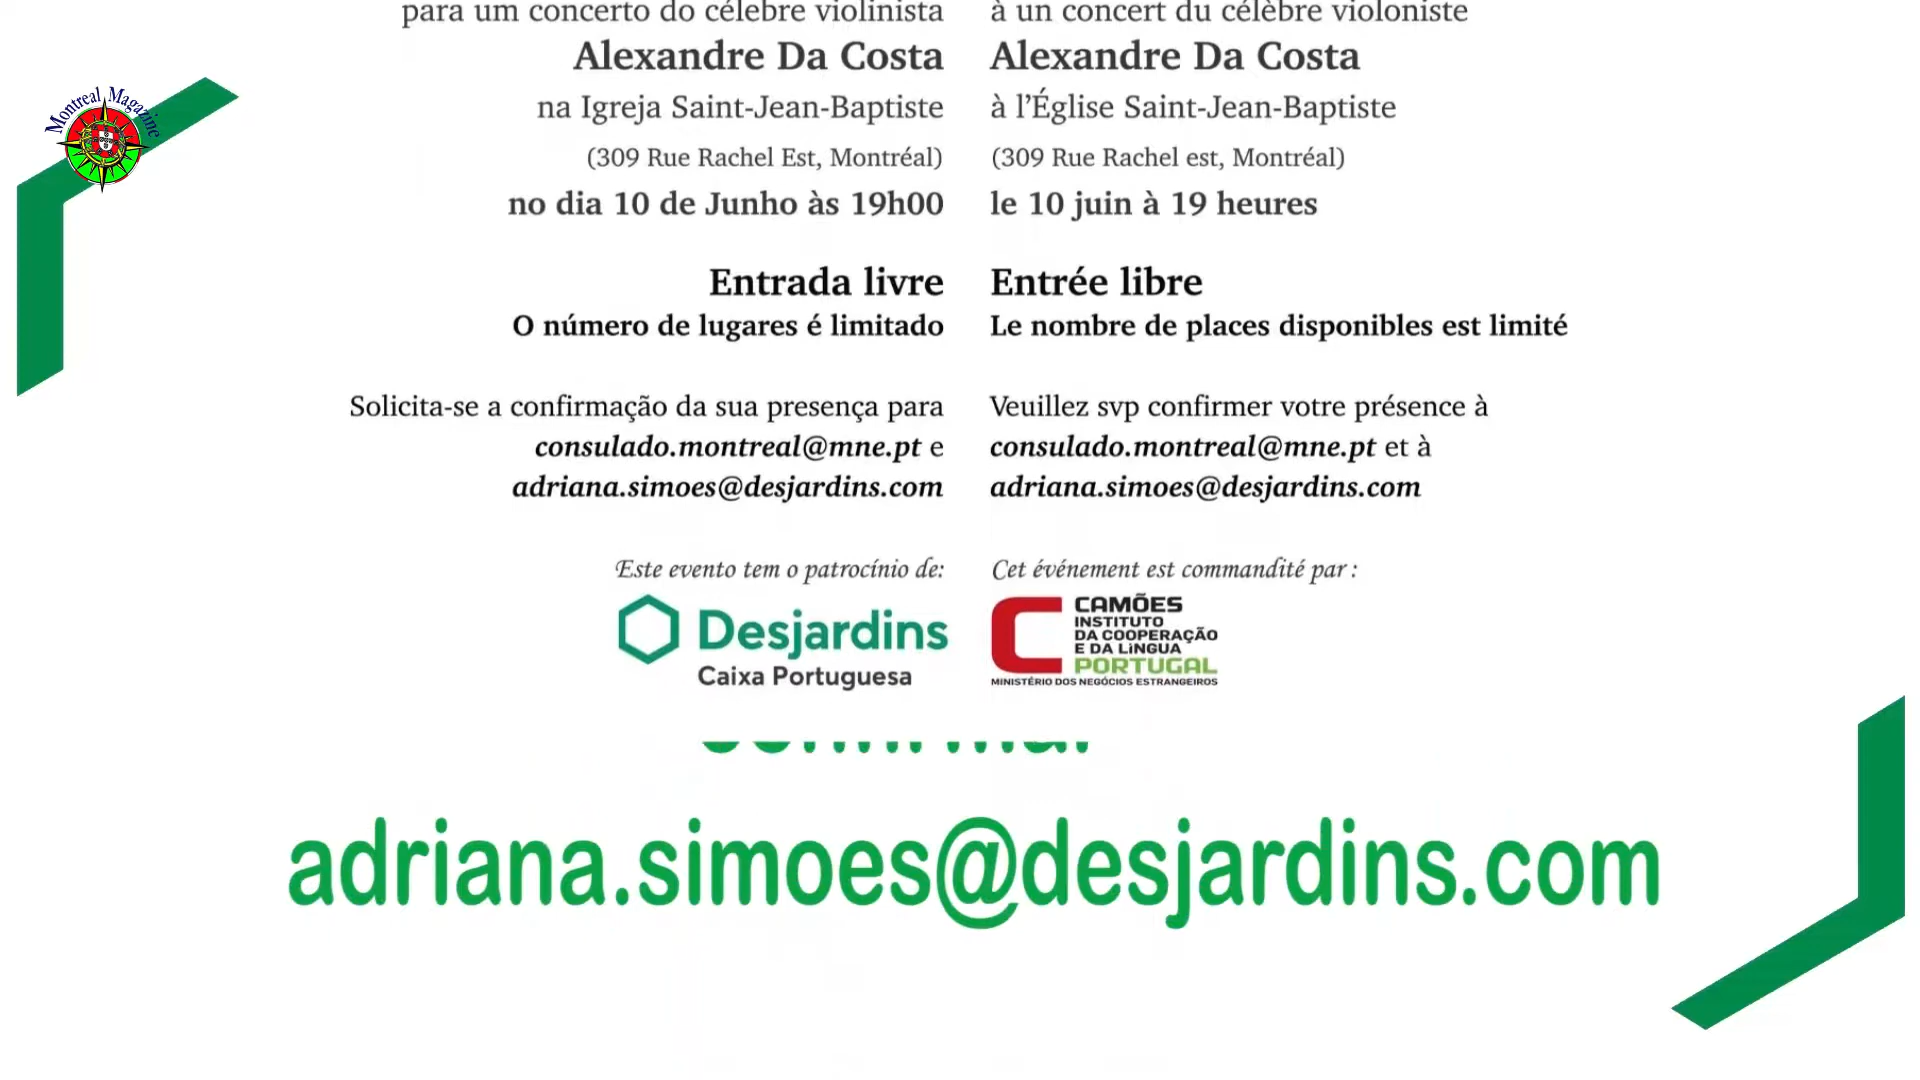 Montreal Magazine
para um concerto do célebre violinista
Alexandre Da Costa
na Igreja Saint-Jean-Baptiste
(309 Rue Rachel Est, Montréal)
no dia 10 de Junho às 19h00
Entrada livre
O número de lugares é limitado
Solicita-se a confirmação da sua presença para
consulado.montreal@mne.pt e
adriana.simoes@desjardins.com
Este evento tem o patrocínio de:
Desjardins
Caixa Portuguesa
à un concert du célèbre violoniste
Alexandre Da Costa
à l’Église Saint-Jean-Baptiste
(309 Rue Rachel est, Montréal)
le 10 juin à 19 heures
Entrée libre
Le nombre de places disponibles est limité
Veuillez svp confirmer votre présence à
consulado.montreal@mne.pt et à
adriana.simoes@desjardins.com
Cet événement est commandité par :
CAMÕES
INSTITUTO
DA COOPERAÇÃO
E DA LÍNGUA
PORTUGAL
MINISTÉRIO DOS NEGÓCIOS ESTRANGEIROS
adriana.simoes@desjardins.com